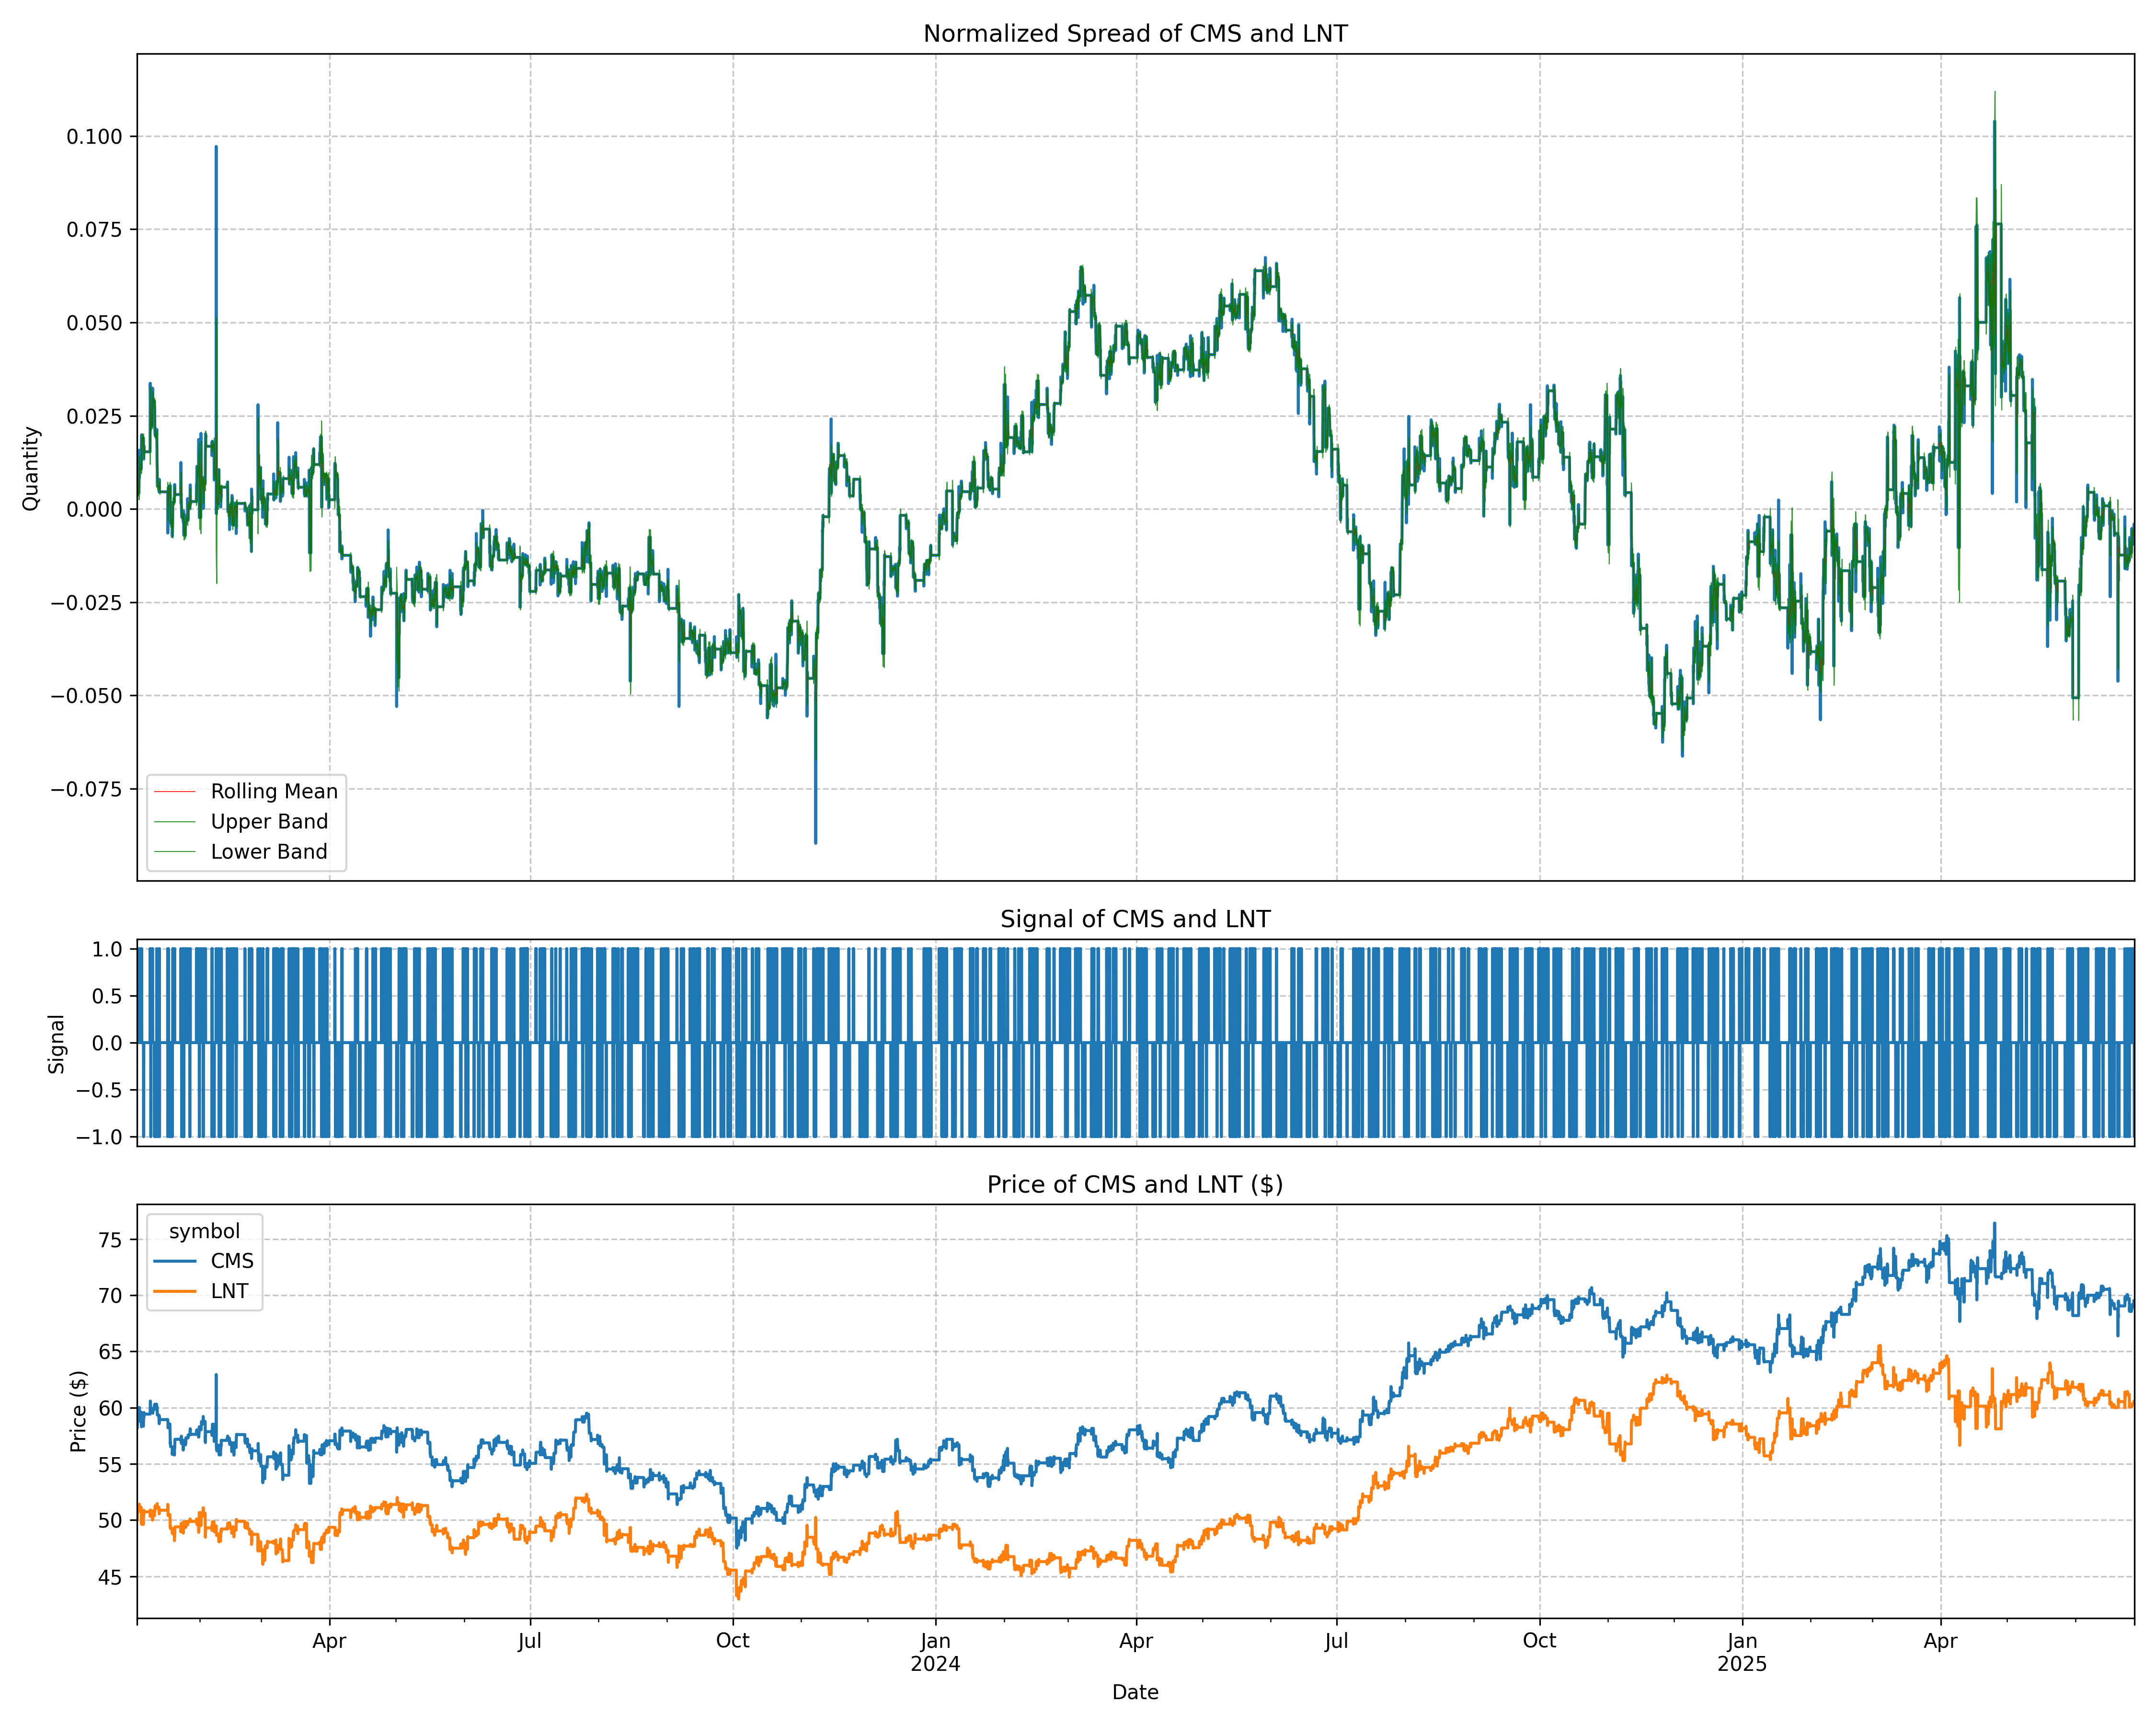 Normalized Spread of CMS and LNT
0.100
0.075
0.050
0.025
0.000
−0.025
−0.050
−0.075
Quantity
Rolling Mean
Upper Band
Lower Band
Signal of CMS and LNT
1.0
0.5
0.0
−0.5
−1.0
Signal
Price of CMS and LNT ($)
75
70
65
60
55
50
45
Price ($)
symbol
CMS
LNT
Apr
Jul
Oct
Jan
2024
Apr
Jul
Oct
Jan
2025
Apr
Date